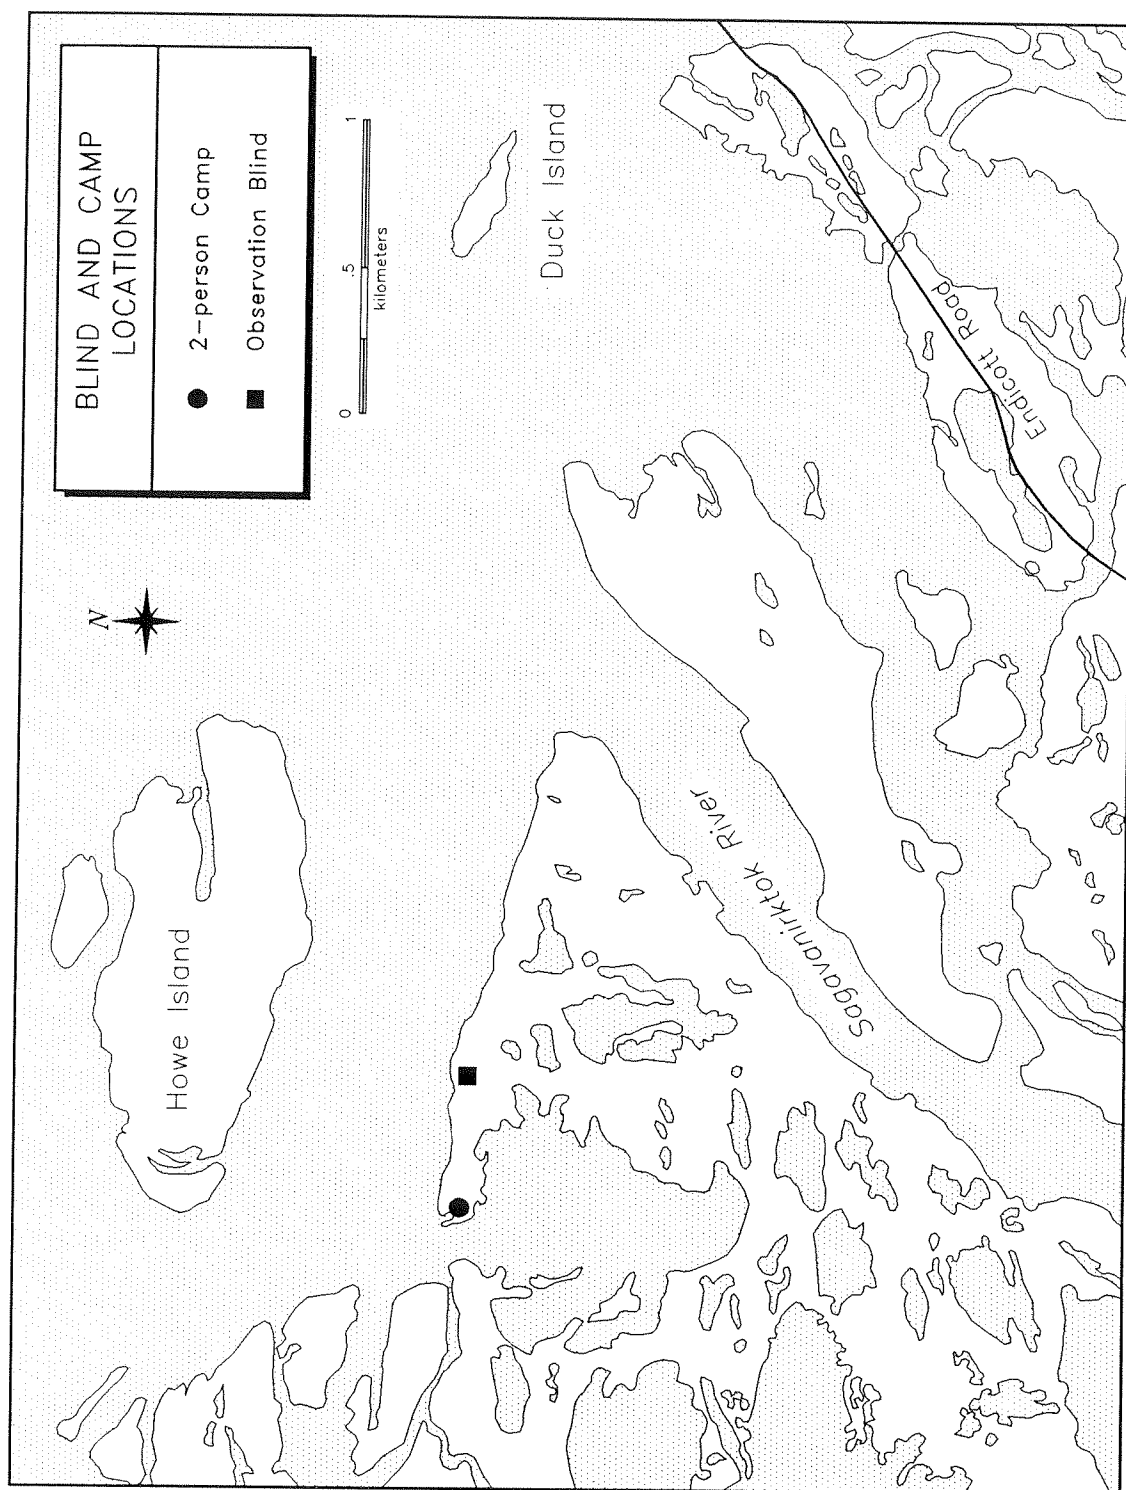 BLIND AND CAMP
LOCATIONS
2-person Camp
Observation Blind
0 .5 1
kilometers
N
Howe Island
Duck Island
Sagavanirktok River
Endicott Road